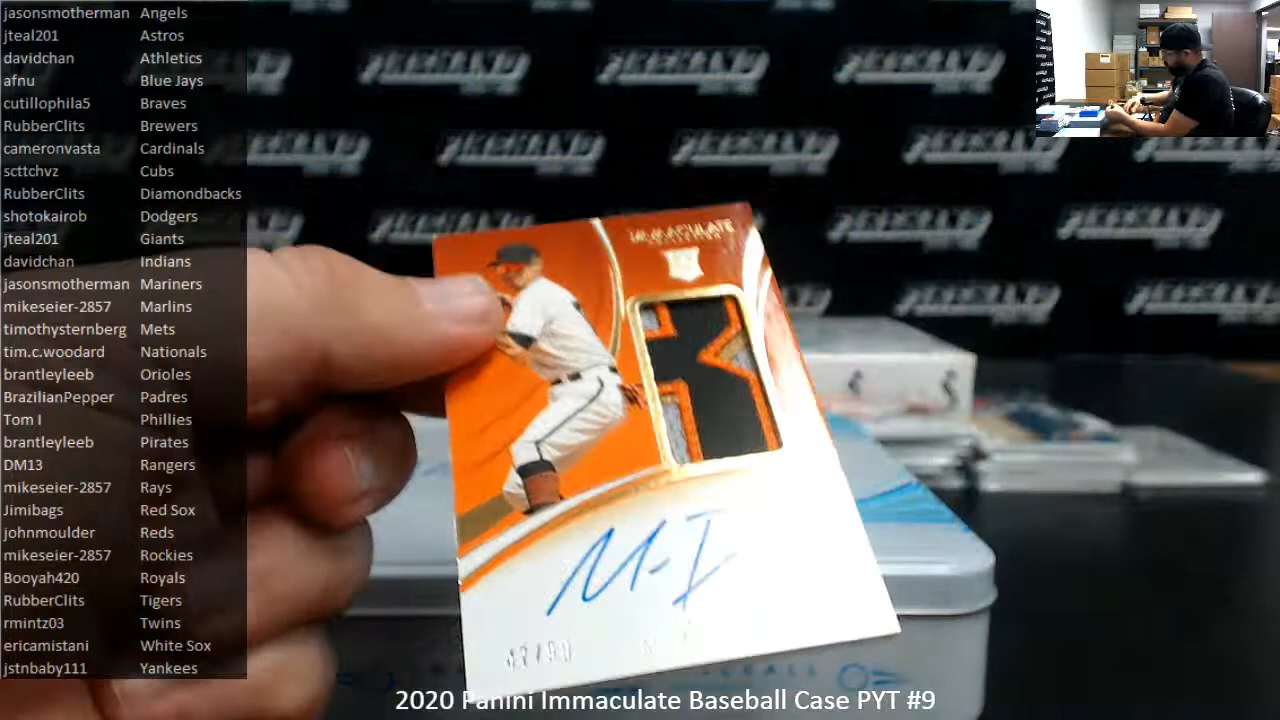 jasonsmotherman Angels
jteal201 Astros
davidchan Athletics
afnu Blue Jays
cutillophila5 Braves
RubberClits Brewers
cameronvasta Cardinals
scttchvz Cubs
RubberClits Diamondbacks
shotokairob Dodgers
jteal201 Giants
davidchan Indians
jasonsmotherman Mariners
mikeseier-2857 Marlins
timothysternberg Mets
tim.c.woodard Nationals
brantleyleeb Orioles
BrazilianPepper Padres
Tom I Phillies
brantleyleeb Pirates
DM13 Rangers
mikeseier-2857 Rays
Jimibags Red Sox
johnmoulder Reds
mikeseier-2857 Rockies
Booyah420 Royals
RubberClits Tigers
rmintz03 Twins
ericamistani White Sox
jstnbaby111 Yankees
IMMACULATE
2020 Panini Immaculate Baseball Case PYT #9